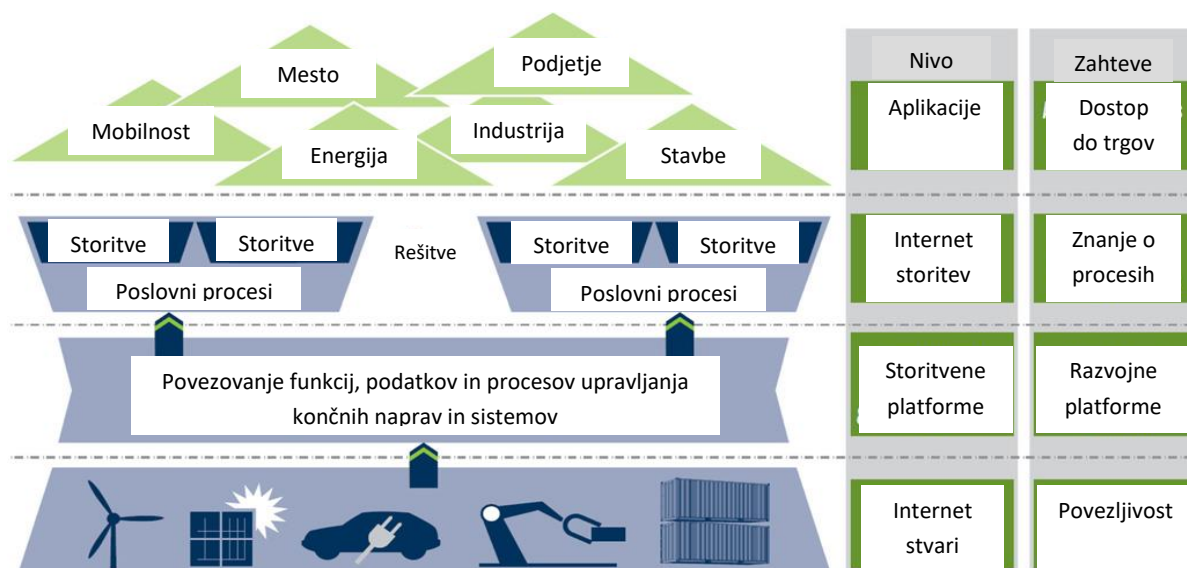 Mesto
Podjetje
Mobilnost
Energija
Industrija
Stavbe
Nivo
Zahteve
Aplikacije
Dostop
do trgov
Storitve
Storitve
Rešitve
Storitve
Storitve
Poslovni procesi
Poslovni procesi
Internet
storitev
Znanje o
procesih
Povezovanje funkcij, podatkov in procesov upravljanja
končnih naprav in sistemov
Storitvene
platforme
Razvojne
platforme
Internet
stvari
Povezljivost